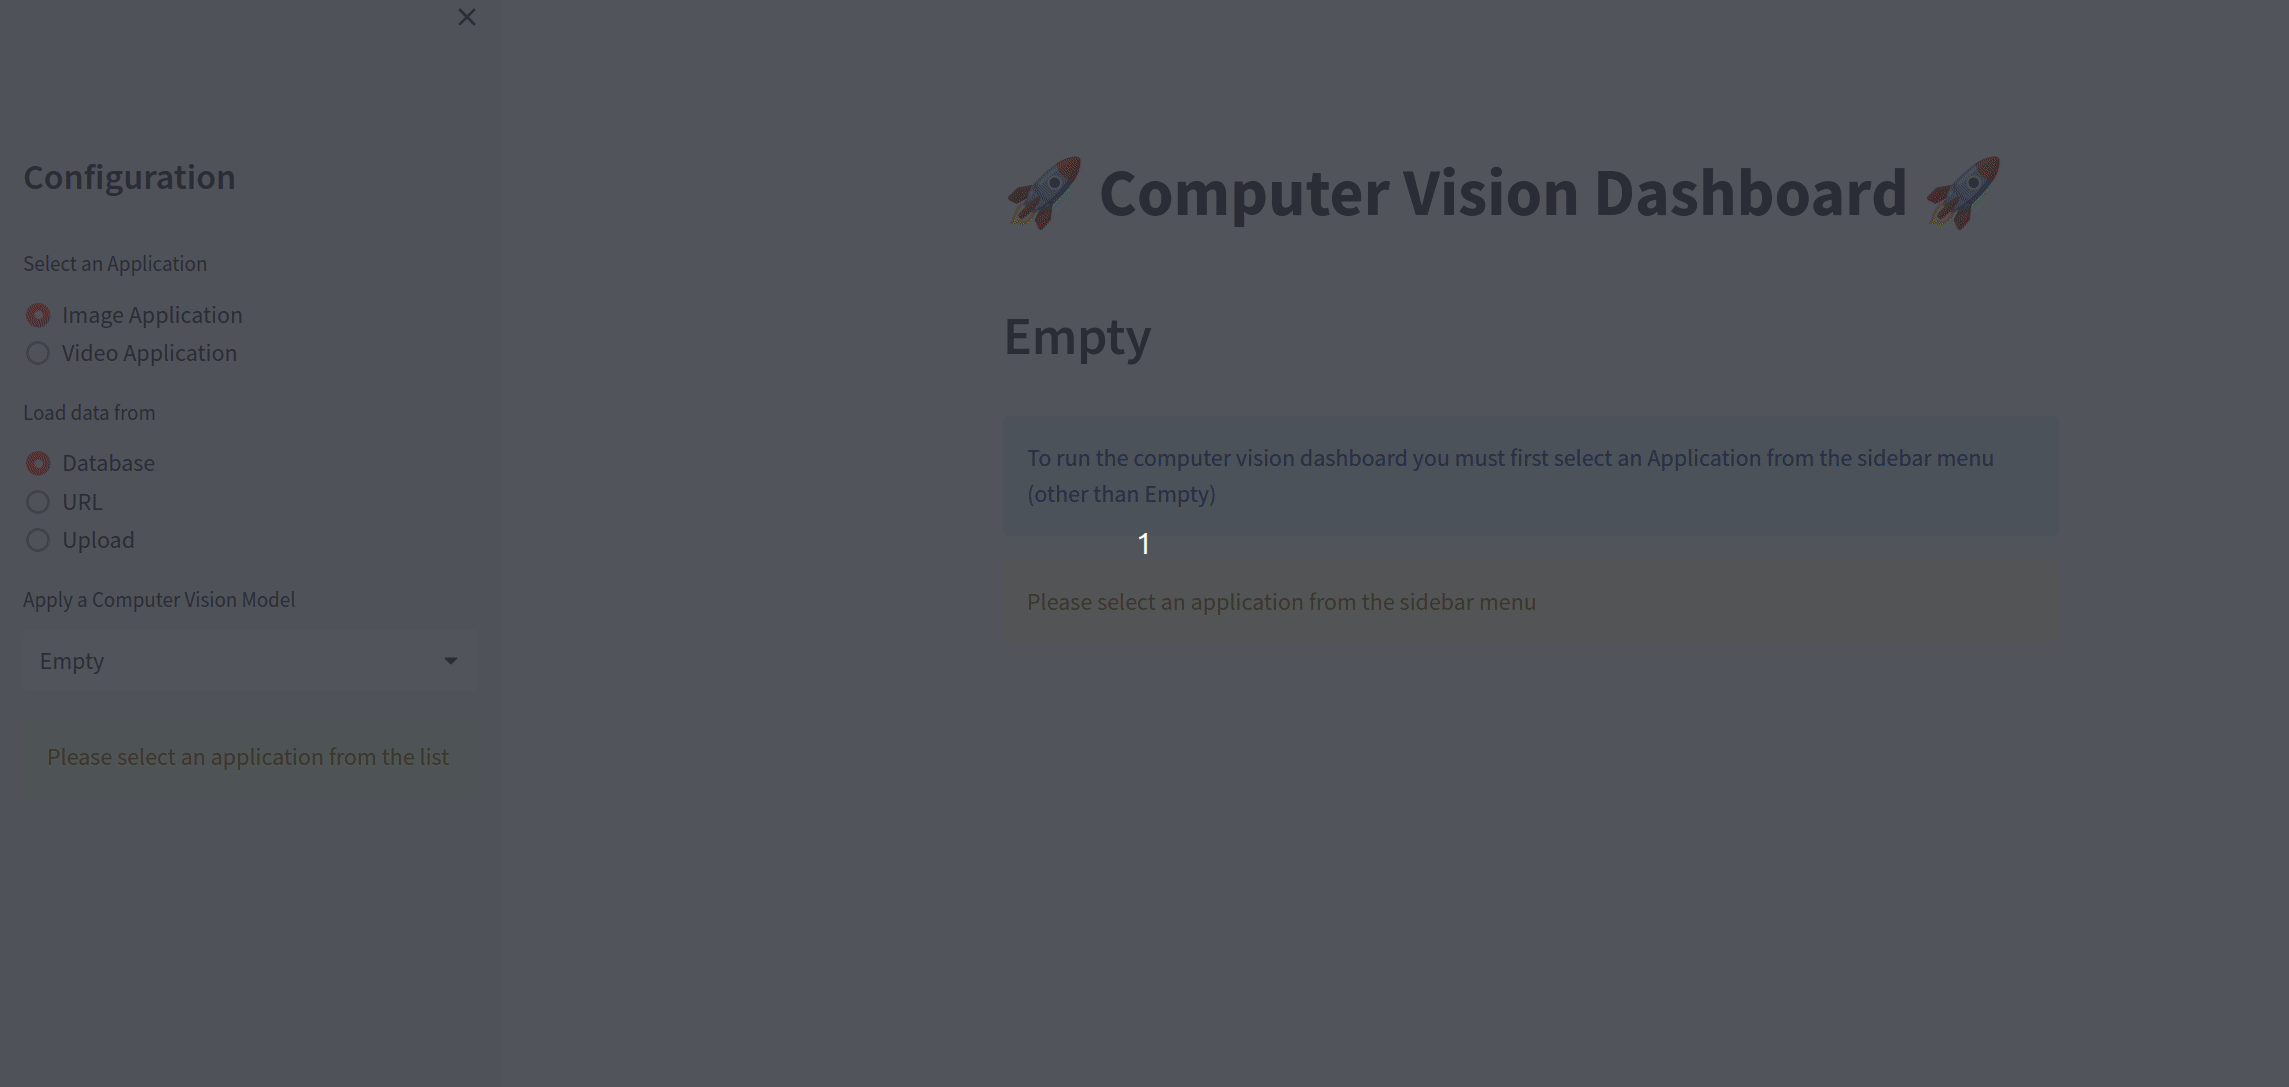 Configuration
Select an Application
Image Application
Video Application
Load data from
Database
URL
Upload
Apply a Computer Vision Model
Empty
Please select an application from the list
🚀 Computer Vision Dashboard 🚀
Empty
To run the computer vision dashboard you must first select an Application from the sidebar menu
(other than Empty)
1
Please select an application from the sidebar menu